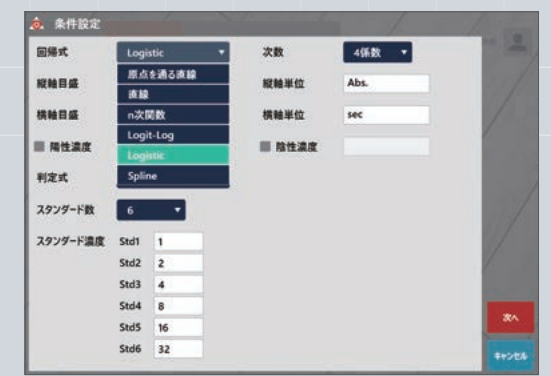 条件設定
回帰式 Logistic 次数 4係数
原点を通る直線
縦軸目盛 直線 縦軸単位 Abs.
横軸目盛 n次関数 横軸単位 sec
Logit-Log
陽性濃度 Logistic 陰性濃度
判定式 Spline
スタンダード数 6
スタンダード濃度 Std1 1
Std2 2
Std3 4
Std4 8
Std5 16
Std6 32
次へ
キャンセル